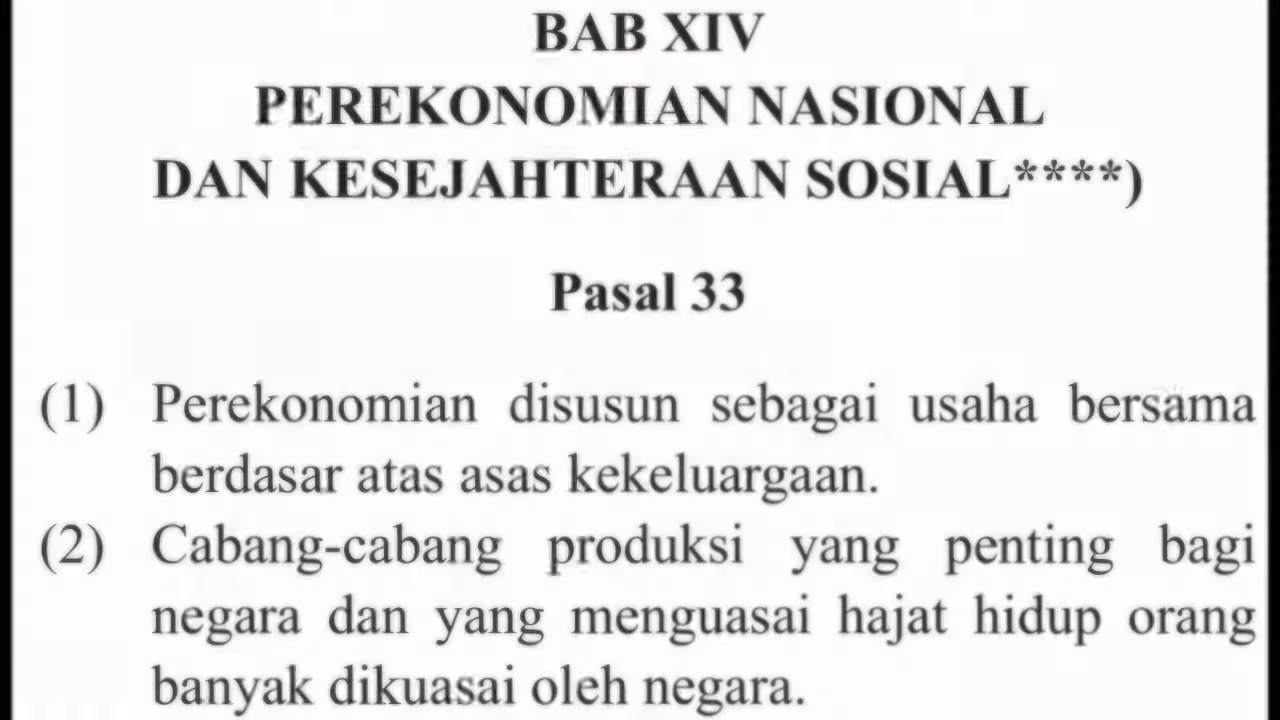 BAB XIV
PEREKONOMIAN NASIONAL
DAN KESEJAHTERAAN SOSIAL****)
Pasal 33
(1) Perekonomian disusun sebagai usaha bersama
berdasar atas asas kekeluargaan.
(2) Cabang-cabang produksi yang penting bagi
negara dan yang menguasai hajat hidup orang
banyak dikuasai oleh negara.